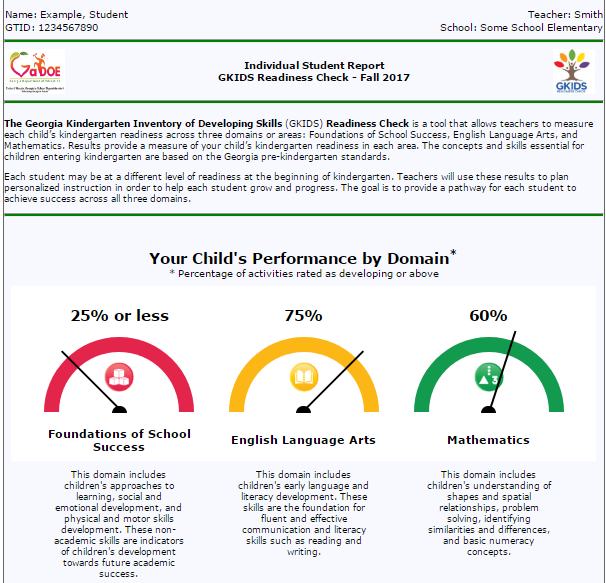 Name: Example, Student
Teacher: Smith
GTID: 1234567890
School: Some School Elementary
GaDOE
Individual Student Report
GKIDS Readiness Check - Fall 2017
GKIDS
The Georgia Kindergarten Inventory of Developing Skills (GKIDS) Readiness Check is a tool that allows teachers to measure
each child's kindergarten readiness across three domains or areas: Foundations of School Success, English Language Arts, and
Mathematics. Results provide a measure of your child's kindergarten readiness in each area. The concepts and skills essential for
children entering kindergarten are based on the Georgia pre-kindergarten standards.
Each student may be at a different level of readiness at the beginning of kindergarten. Teachers will use these results to plan
personalized instruction in order to help each student grow and progress. The goal is to provide a pathway for each student to
achieve success across all three domains.
Your Child's Performance by Domain*
* Percentage of activities rated as developing or above
25% or less
75%
60%
3
Foundations of School
Success
English Language Arts
Mathematics
This domain includes
children's approaches to
learning, social and
emotional development, and
physical and motor skills
development. These non-
academic skills are indicators
of children's development
towards future academic
success.
This domain includes
children's early language and
literacy development. These
skills are the foundation for
fluent and effective
communication and literacy
skills such as reading and
writing.
This domain includes
children's understanding of
shapes and spatial
relationships, problem
solving, identifying
similarities and differences,
and basic numeracy
concepts.